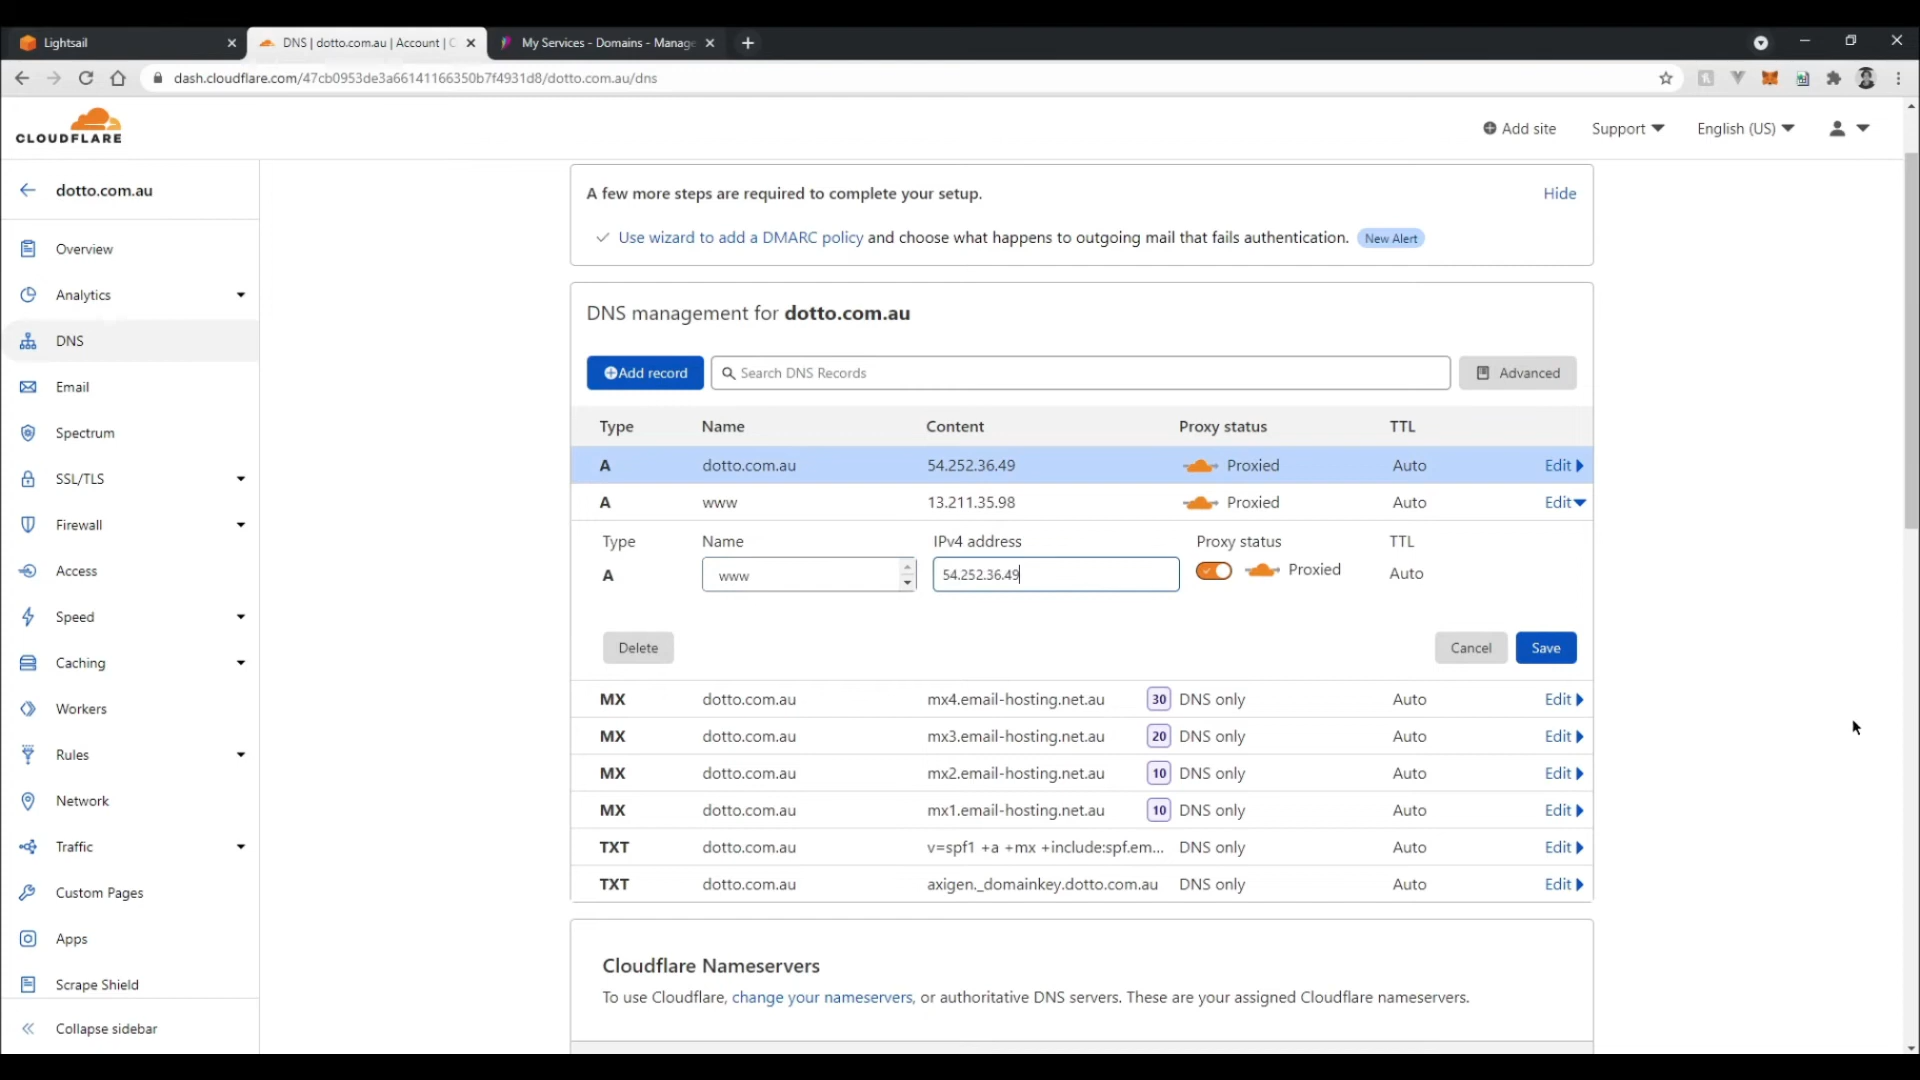 Lightsail
DNS | dotto.com.au | Account | C
My Services - Domains - Manage
dash.cloudflare.com/47cb0953de3a66141166350b7f4931d8/dotto.com.au/dns
CLOUDFLARE
Add site
Support
English (US)
dotto.com.au
Overview
Analytics
DNS
Email
Spectrum
SSL/TLS
Firewall
Access
Speed
Caching
Workers
Rules
Network
Traffic
Custom Pages
Apps
Scrape Shield
Collapse sidebar
A few more steps are required to complete your setup.
Hide
Use wizard to add a DMARC policy and choose what happens to outgoing mail that fails authentication. New Alert
DNS management for dotto.com.au
Add record
Search DNS Records
Advanced
Type Name Content Proxy status TTL
A dotto.com.au 54.252.36.49 Proxied Auto Edit
A www 13.211.35.98 Proxied Auto Edit
Type Name IPv4 address Proxy status TTL
A www 54.252.36.49 Proxied Auto
Delete Cancel Save
MX dotto.com.au mx4.email-hosting.net.au 30 DNS only Auto Edit
MX dotto.com.au mx3.email-hosting.net.au 20 DNS only Auto Edit
MX dotto.com.au mx2.email-hosting.net.au 10 DNS only Auto Edit
MX dotto.com.au mx1.email-hosting.net.au 10 DNS only Auto Edit
TXT dotto.com.au v=spf1 +a +mx +include:spf.em... DNS only Auto Edit
TXT dotto.com.au axigen._domainkey.dotto.com.au DNS only Auto Edit
Cloudflare Nameservers
To use Cloudflare, change your nameservers, or authoritative DNS servers. These are your assigned Cloudflare nameservers.